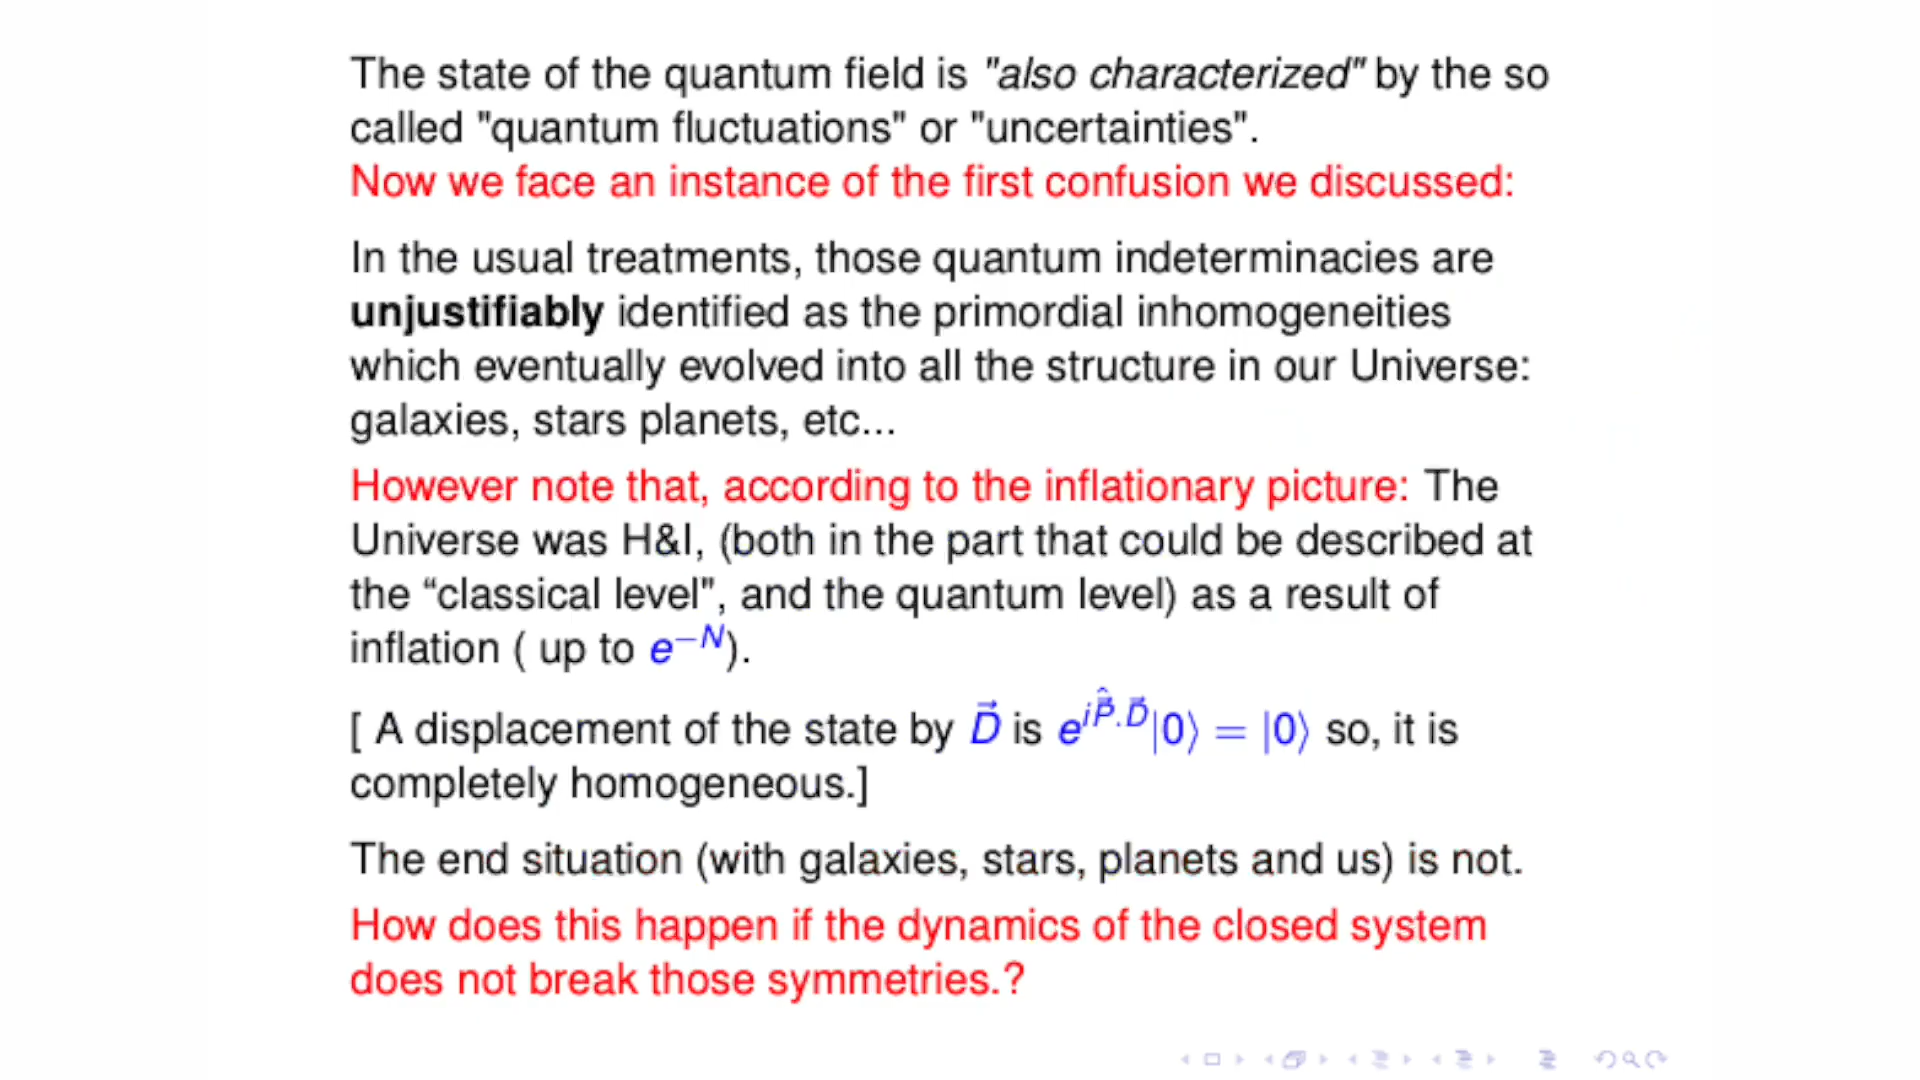 The state of the quantum field is "also characterized" by the so
called "quantum fluctuations" or "uncertainties".
Now we face an instance of the first confusion we discussed:
In the usual treatments, those quantum indeterminacies are
unjustifiably identified as the primordial inhomogeneities
which eventually evolved into all the structure in our Universe:
galaxies, stars planets, etc...
However note that, according to the inflationary picture: The
Universe was H&I, (both in the part that could be described at
the “classical level", and the quantum level) as a result of
inflation ( up to e^{-N}).
[ A displacement of the state by \vec{D} is e^{i\hat{\vec{P}}.\vec{D}}|0⟩ = |0⟩ so, it is
completely homogeneous.]
The end situation (with galaxies, stars, planets and us) is not.
How does this happen if the dynamics of the closed system
does not break those symmetries.?